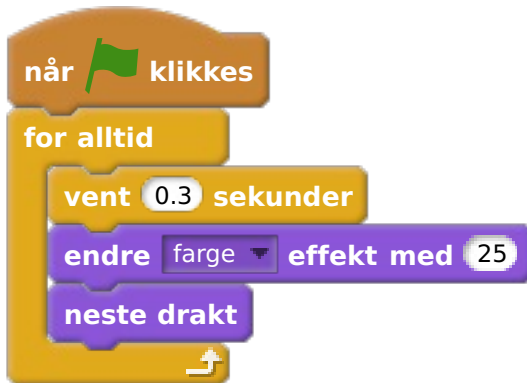 når klikkes
for alltid
vent 0.3 sekunder
endre farge effekt med 25
neste drakt